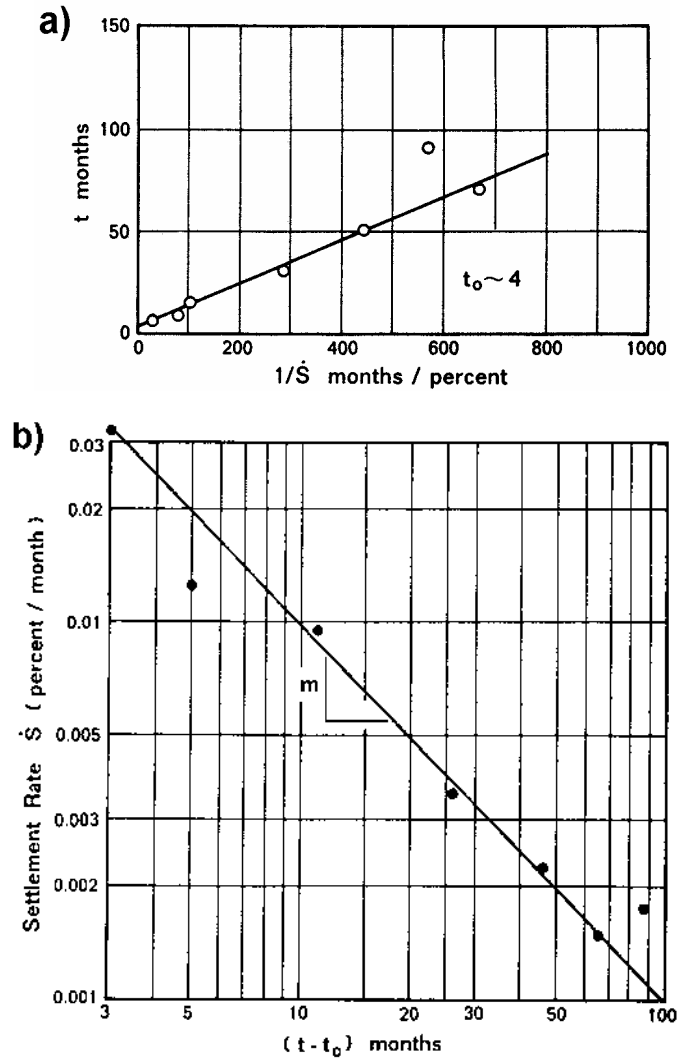 a)
150
100
50
0
t months
t₀~4
0 200 400 600 800 1000
1/Ṡ months / percent
b)
0.03
0.02
0.01
0.005
0.003
0.002
0.001
Settlement Rate Ṡ ( percent / month )
m
3 5 10 20 30 50 100
( t - t₀ ) months